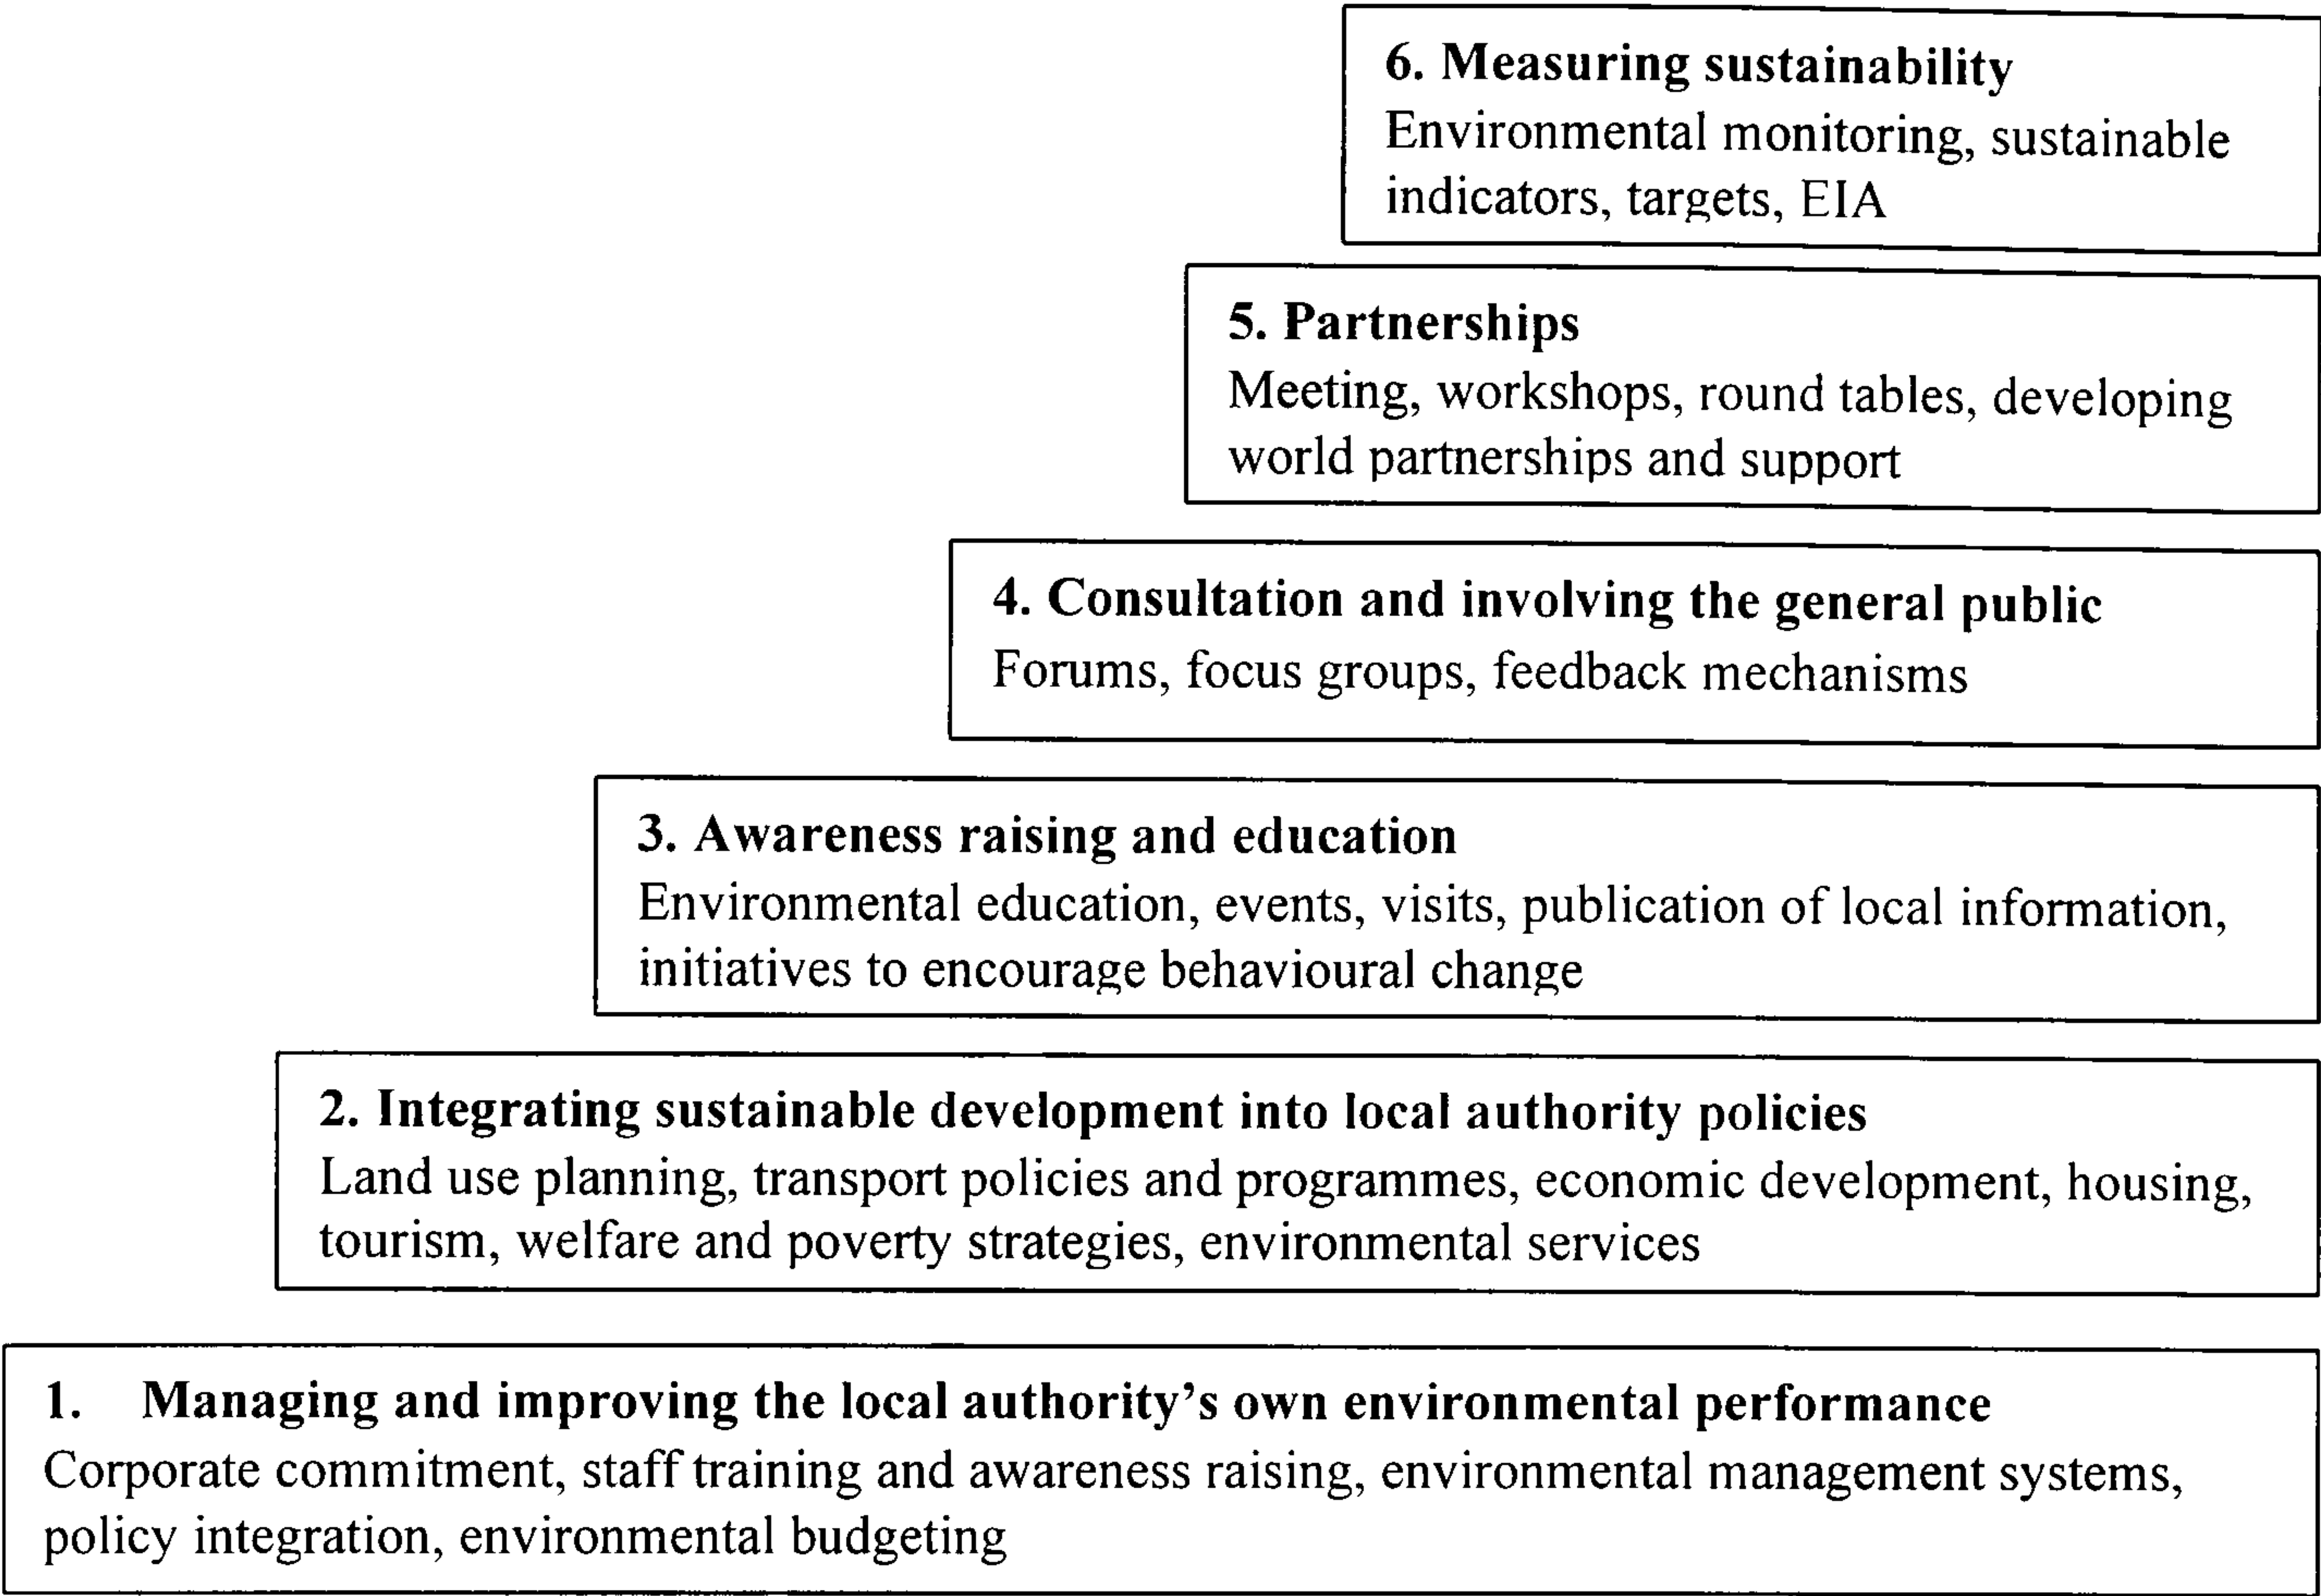 6. Measuring sustainability
Environmental monitoring, sustainable
indicators, targets, EIA
5. Partnerships
Meeting, workshops, round tables, developing
world partnerships and support
4. Consultation and involving the general public
Forums, focus groups, feedback mechanisms
3. Awareness raising and education
Environmental education, events, visits, publication of local information,
initiatives to encourage behavioural change
2. Integrating sustainable development into local authority policies
Land use planning, transport policies and programmes, economic development, housing,
tourism, welfare and poverty strategies, environmental services
1. Managing and improving the local authority's own environmental performance
Corporate commitment, staff training and awareness raising, environmental management systems,
policy integration, environmental budgeting